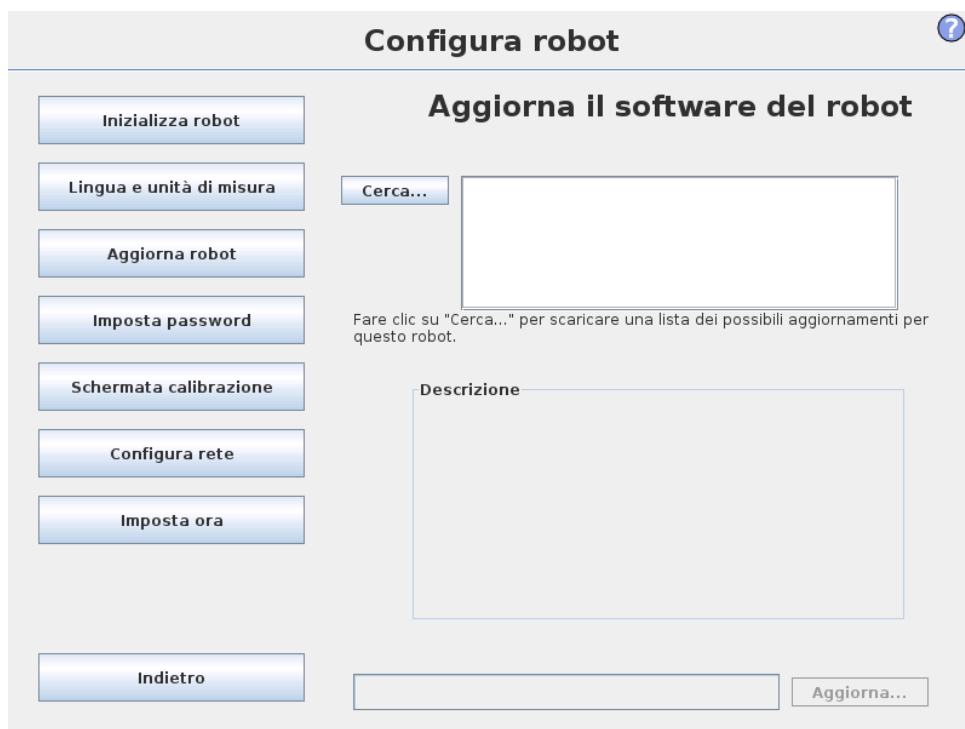 Configura robot
?
Inizializza robot
Lingua e unità di misura
Aggiorna robot
Imposta password
Schermata calibrazione
Configura rete
Imposta ora
Indietro
Aggiorna il software del robot
Cerca...
Fare clic su "Cerca..." per scaricare una lista dei possibili aggiornamenti per
questo robot.
Descrizione
Aggiorna...